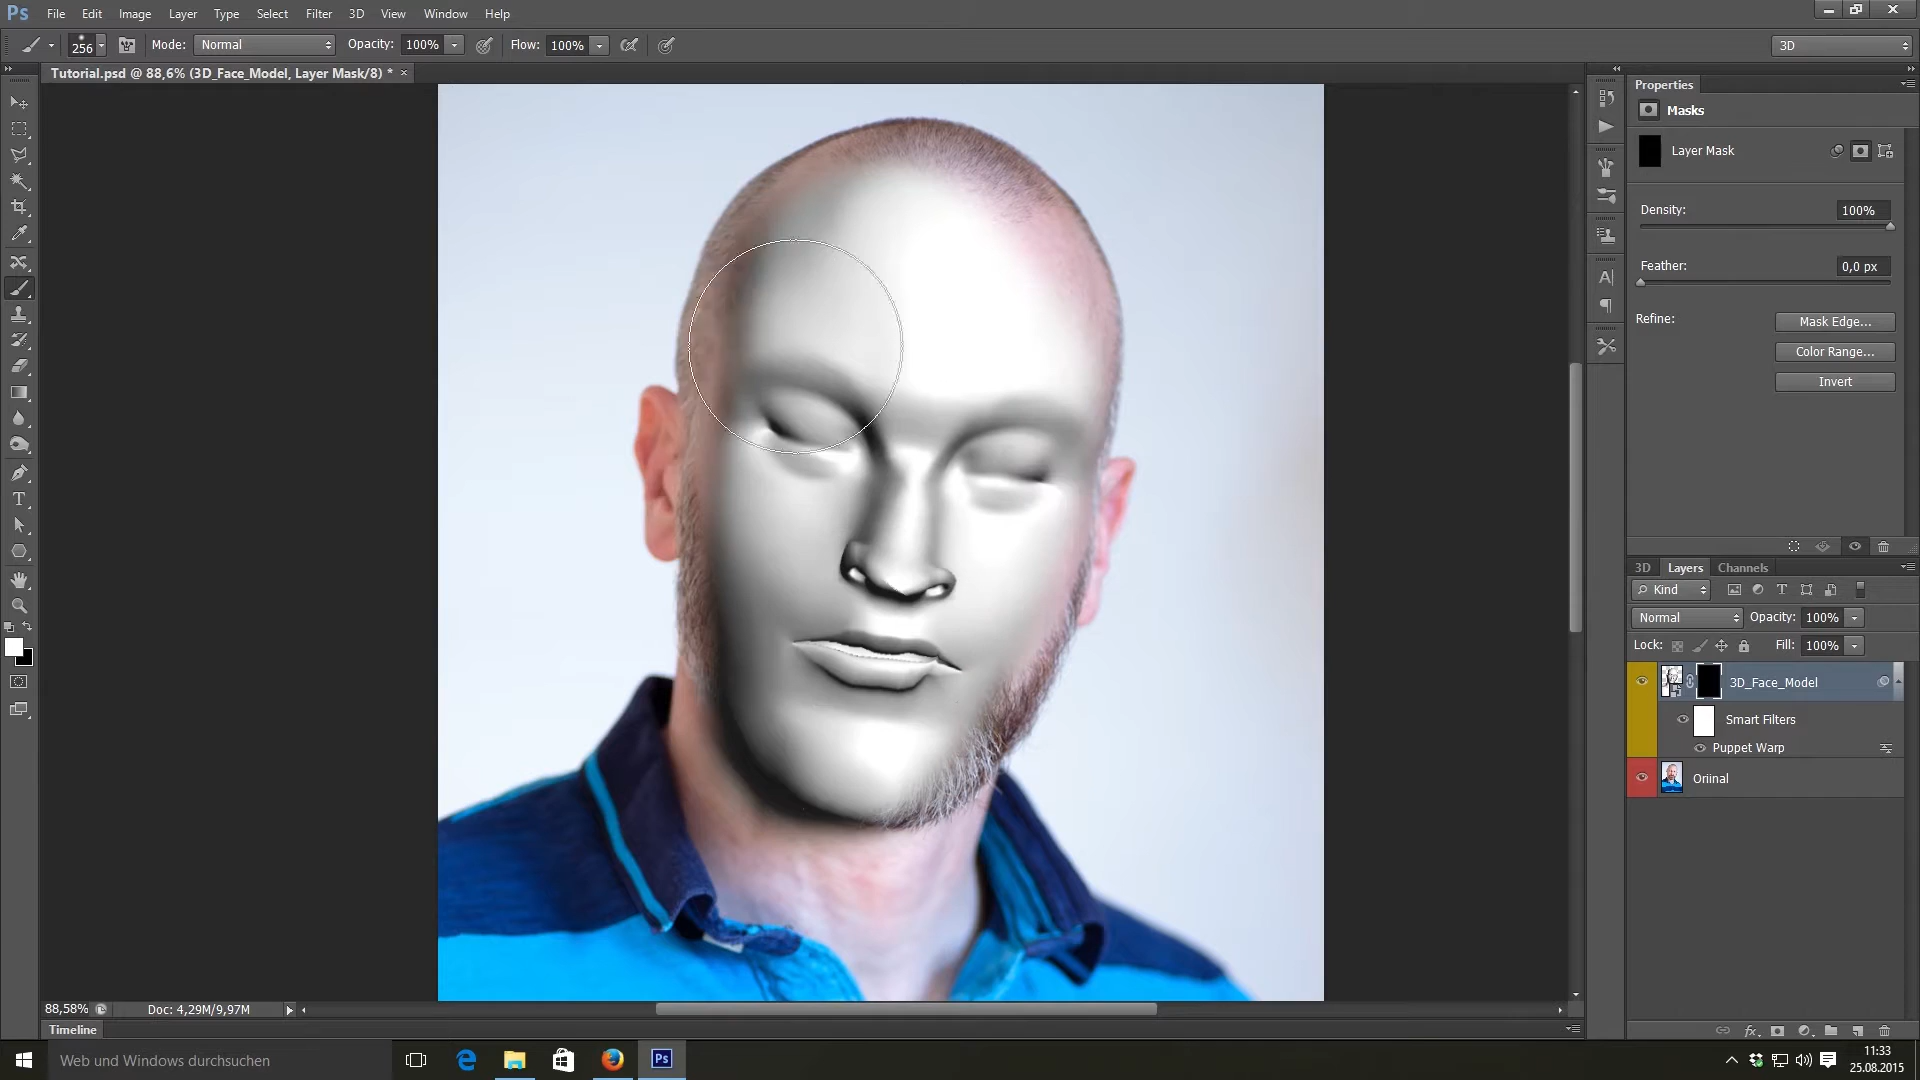 Ps File Edit Image Layer Type Select Filter 3D View Window Help
256 Mode: Normal Opacity: 100% Flow: 100% 3D
Tutorial.psd @ 88,6% (3D_Face_Model, Layer Mask/8) * ×
Properties
Masks
Layer Mask
Density: 100%
Feather: 0,0 px
Refine: Mask Edge...
Color Range...
Invert
3D Layers Channels
Kind
Normal Opacity: 100%
Lock: Fill: 100%
3D_Face_Model
Smart Filters
Puppet Warp
Oriinal
88,58% Doc: 4,29M/9,97M
Timeline
Web und Windows durchsuchen
Ps
11:33
25.08.2015